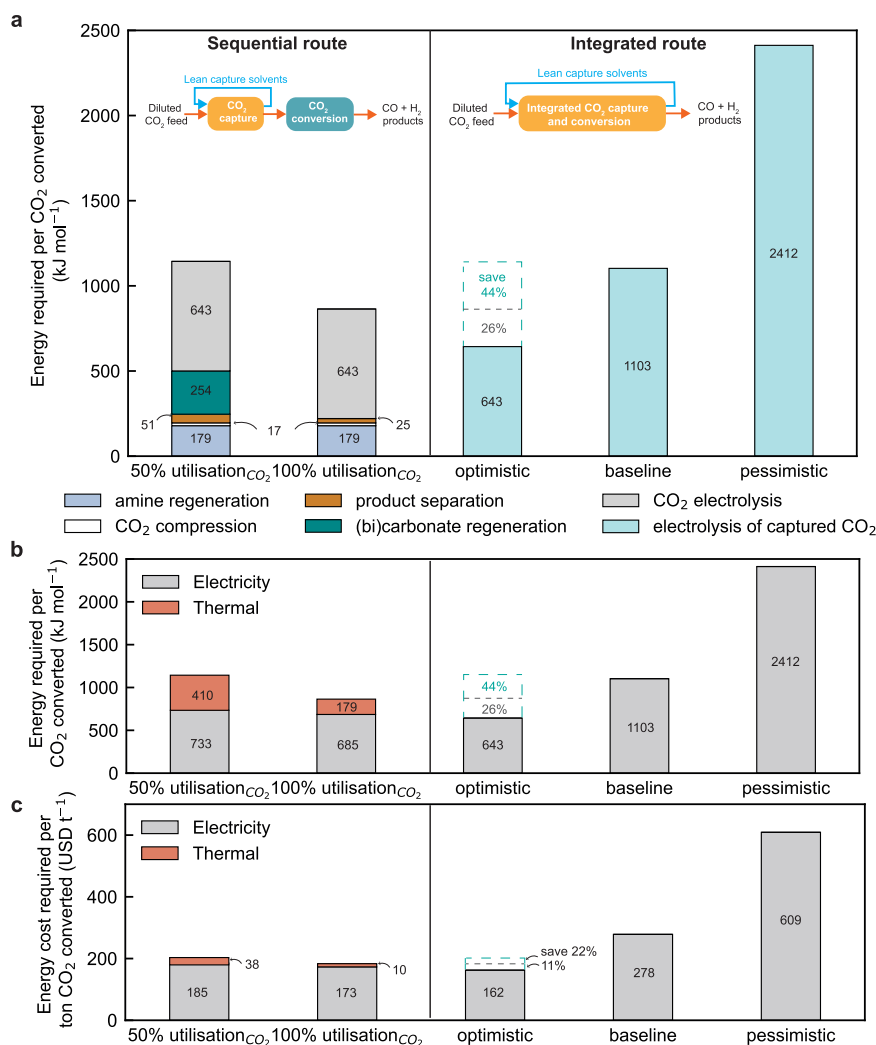 a
Sequential route
Integrated route
Lean capture solvents
Diluted
CO₂ feed
CO₂
capture
CO₂
conversion
CO + H₂
products
Lean capture solvents
Diluted
CO₂ feed
Integrated CO₂ capture
and conversion
CO + H₂
products
Energy required per CO₂ converted
(kJ mol⁻¹)
2500
2000
1500
1000
500
0
643
254
51
179
17
643
25
179
save
44%
26%
643
1103
2412
50% utilisation_CO₂
100% utilisation_CO₂
optimistic
baseline
pessimistic
amine regeneration
product separation
CO₂ electrolysis
CO₂ compression
(bi)carbonate regeneration
electrolysis of captured CO₂
b
Energy required per
CO₂ converted (kJ mol⁻¹)
2500
2000
1500
1000
500
0
Electricity
Thermal
410
733
179
685
44%
26%
643
1103
2412
50% utilisation_CO₂
100% utilisation_CO₂
optimistic
baseline
pessimistic
c
Energy cost required per
ton CO₂ converted (USD t⁻¹)
600
400
200
0
Electricity
Thermal
38
185
10
173
save 22%
11%
162
278
609
50% utilisation_CO₂
100% utilisation_CO₂
optimistic
baseline
pessimistic